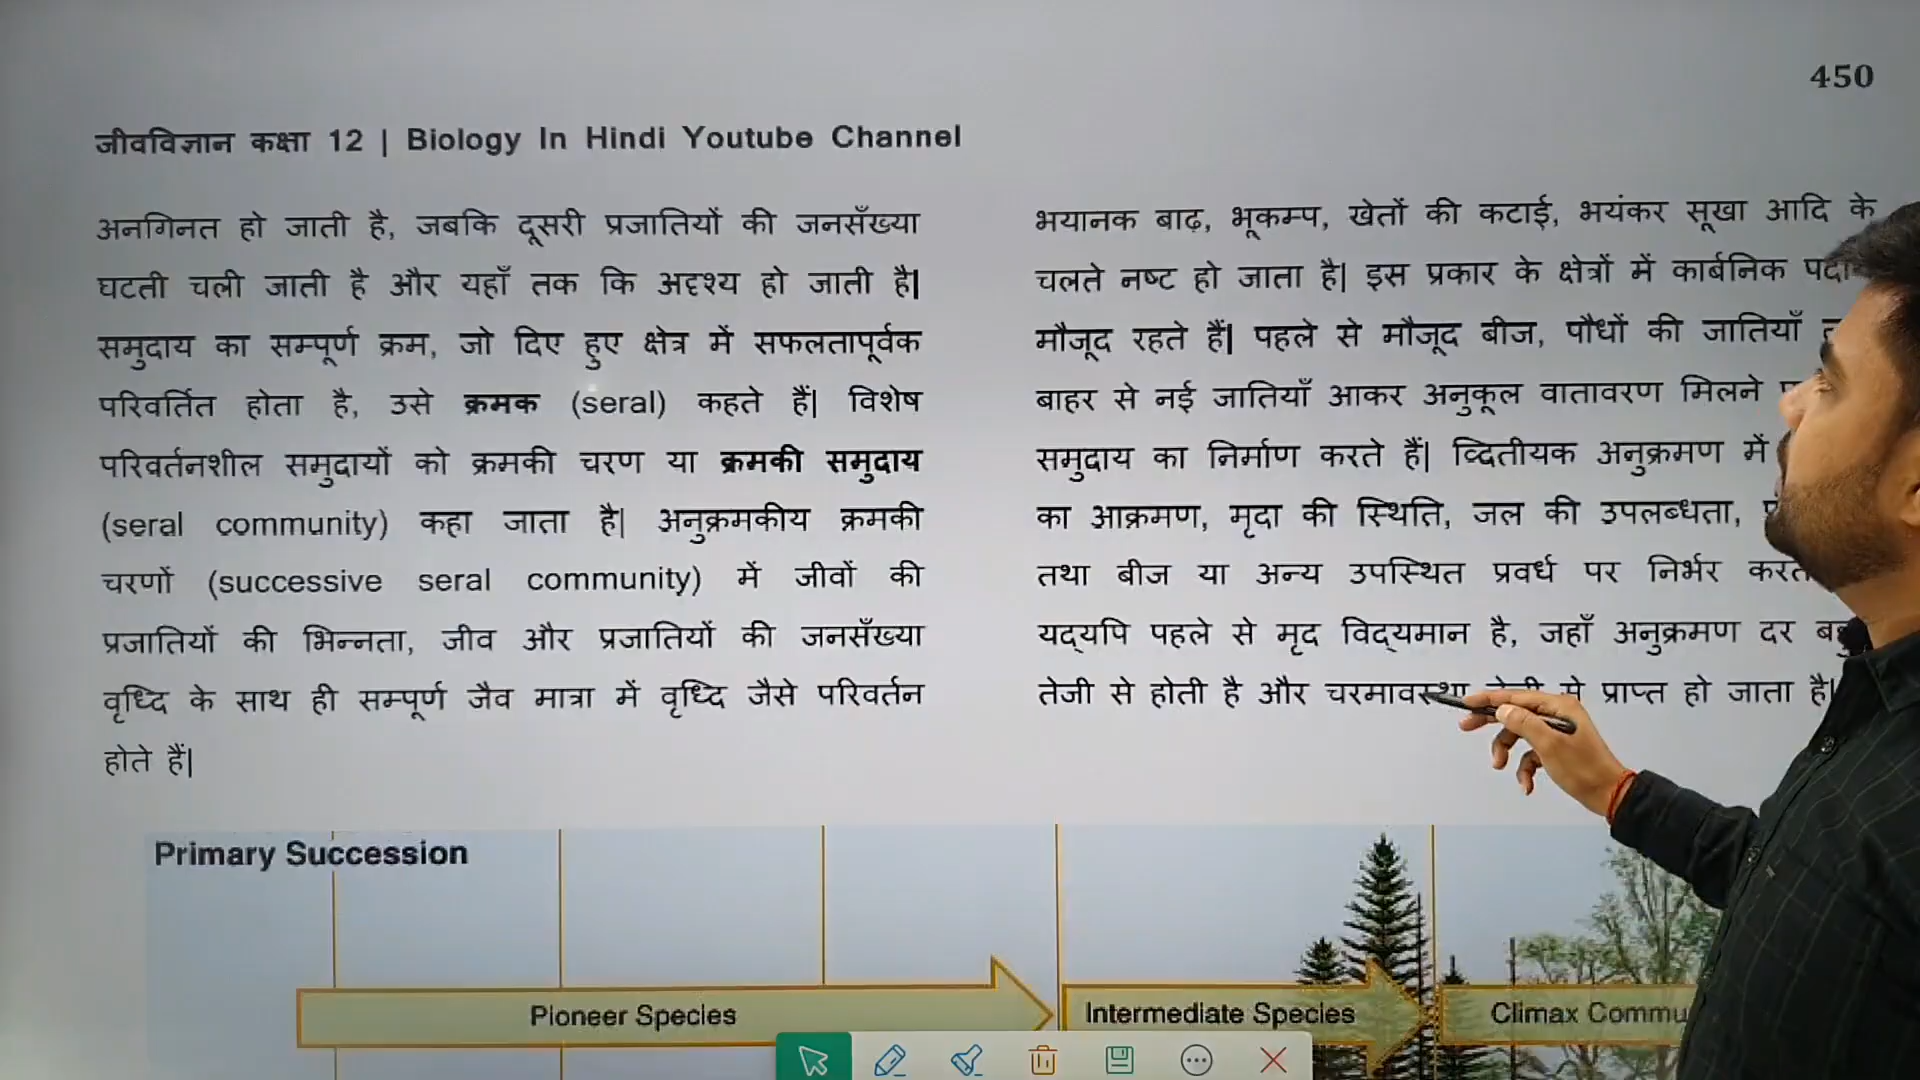 450
जीवविज्ञान कक्षा 12 | Biology In Hindi Youtube Channel
अनगिनत हो जाती है, जबकि दूसरी प्रजातियों की जनसँख्या
घटती चली जाती है और यहाँ तक कि अदृश्य हो जाती है|
समुदाय का सम्पूर्ण क्रम, जो दिए हुए क्षेत्र में सफलतापूर्वक
परिवर्तित होता है, उसे क्रमक (seral) कहते हैं| विशेष
परिवर्तनशील समुदायों को क्रमकी चरण या क्रमकी समुदाय
(seral community) कहा जाता है| अनुक्रमकीय क्रमकी
चरणों (successive seral community) में जीवों की
प्रजातियों की भिन्नता, जीव और प्रजातियों की जनसँख्या
वृध्दि के साथ ही सम्पूर्ण जैव मात्रा में वृध्दि जैसे परिवर्तन
होते हैं|
भयानक बाढ़, भूकम्प, खेतों की कटाई, भयंकर सूखा आदि के
चलते नष्ट हो जाता है| इस प्रकार के क्षेत्रों में कार्बनिक
मौजूद रहते हैं| पहले से मौजूद बीज, पौधों की जातियाँ
बाहर से नई जातियाँ आकर अनुकूल वातावरण मिलने
समुदाय का निर्माण करते हैं| व्दितीयक अनुक्रमण में
का आक्रमण, मृदा की स्थिति, जल की उपलब्धता,
तथा बीज या अन्य उपस्थित प्रवर्ध पर निर्भर
यद्यपि पहले से मृद विद्यमान है, जहाँ अनुक्रमण दर
तेजी से होती है और चरमावस्था से प्राप्त हो जाता है|
Primary Succession
Pioneer Species
Intermediate Species
Climax